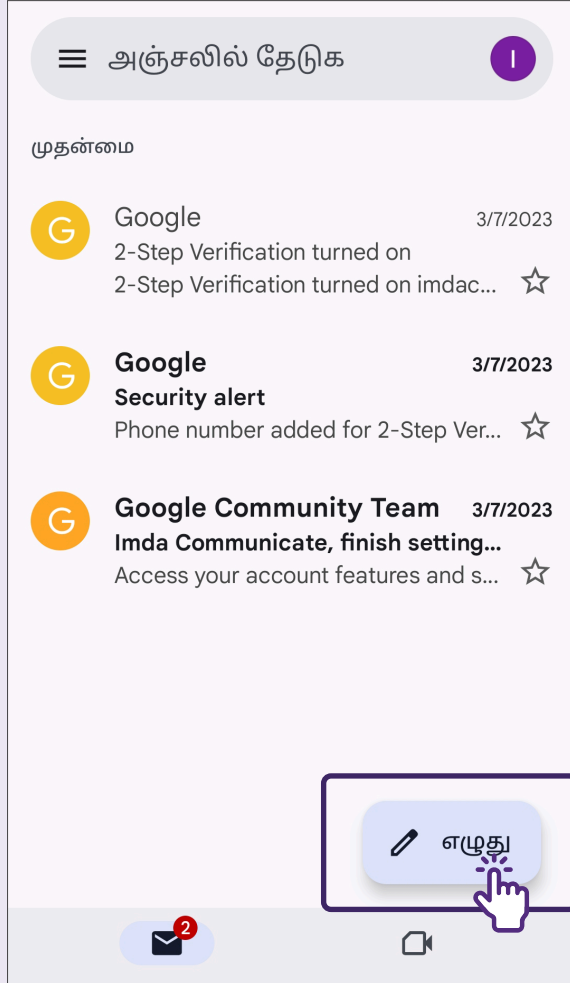 அஞ்சலில் தேடுக
I
முதன்மை
G
Google
3/7/2023
2-Step Verification turned on
2-Step Verification turned on imdac...
G
Google
3/7/2023
Security alert
Phone number added for 2-Step Ver...
G
Google Community Team
3/7/2023
Imda Communicate, finish setting...
Access your account features and s...
எழுது
2